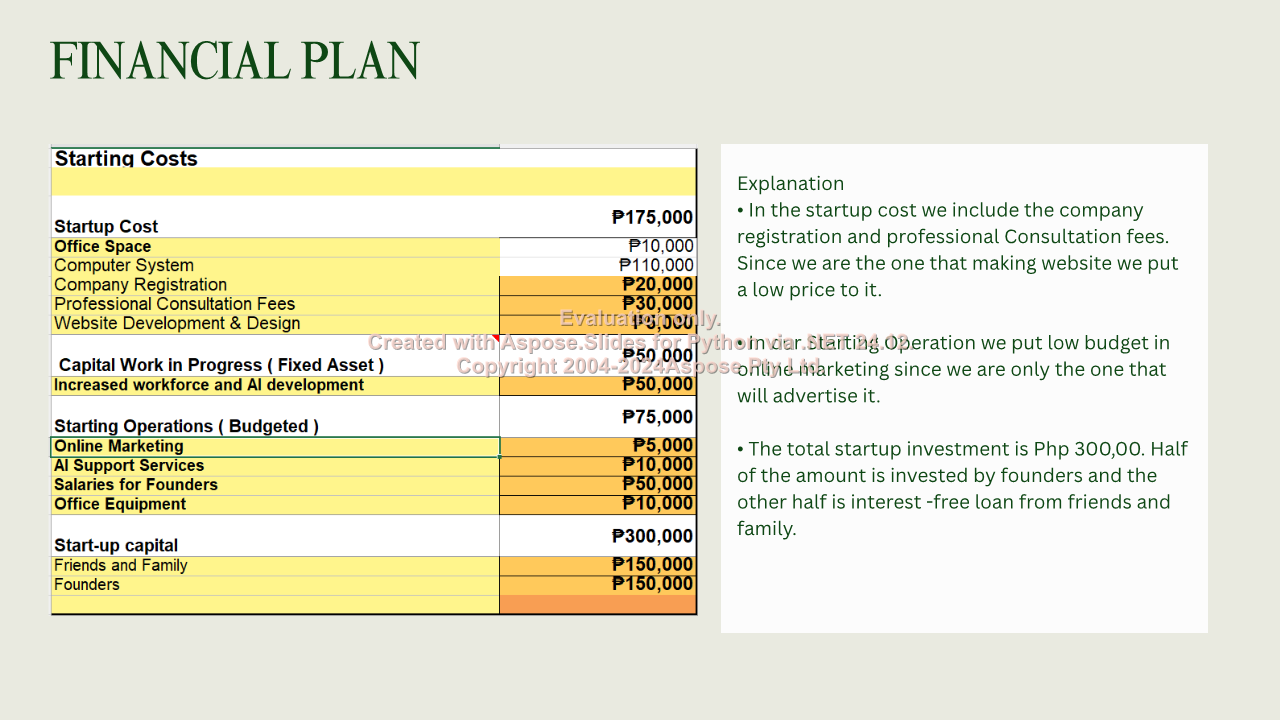 FINANCIAL PLAN
Starting Costs
Startup Cost ₱175,000
Office Space ₱10,000
Computer System ₱110,000
Company Registration ₱20,000
Professional Consultation Fees ₱30,000
Website Development & Design ₱5,000
Capital Work in Progress ( Fixed Asset ) ₱50,000
Increased workforce and AI development ₱50,000
Starting Operations ( Budgeted ) ₱75,000
Online Marketing ₱5,000
AI Support Services ₱10,000
Salaries for Founders ₱50,000
Office Equipment ₱10,000
Start-up capital ₱300,000
Friends and Family ₱150,000
Founders ₱150,000
Explanation
• In the startup cost we include the company
registration and professional Consultation fees.
Since we are the one that making website we put
a low price to it.
• In our Starting Operation we put low budget in
online marketing since we are only the one that
will advertise it.
• The total startup investment is Php 300,00. Half
of the amount is invested by founders and the
other half is interest -free loan from friends and
family.
Evaluation only.
Created with Aspose.Slides for Python via .NET 24.12.
Copyright 2004-2024Aspose Pty Ltd.